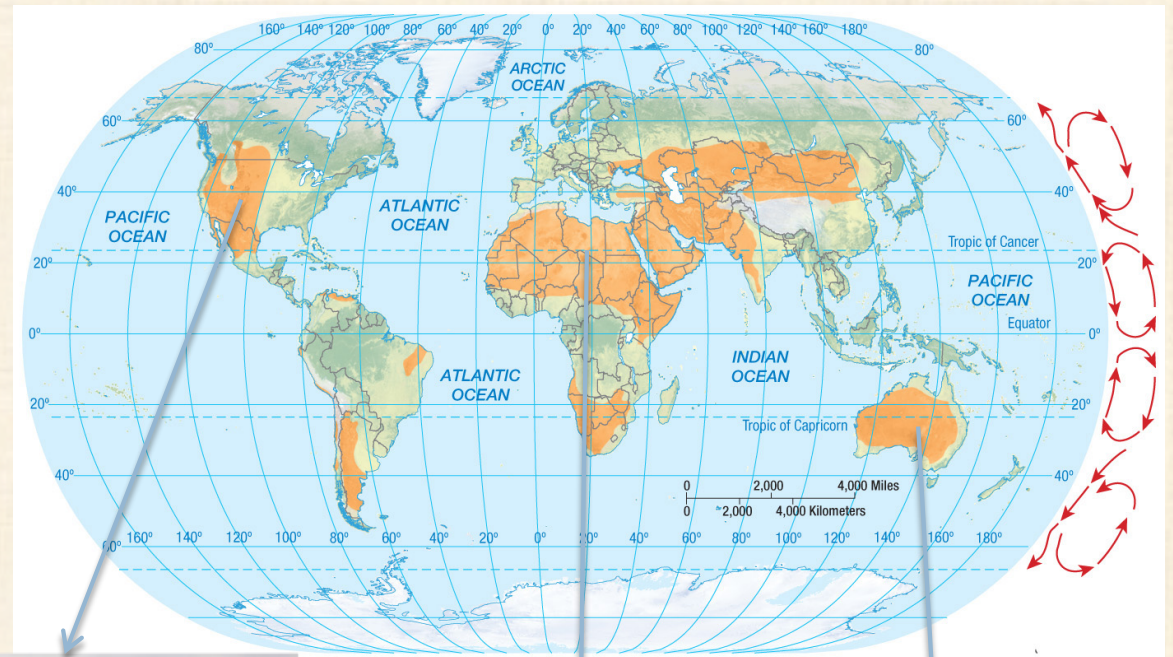 160° 140° 120° 100° 80° 60° 40° 20° 0° 20° 40° 60° 80° 100° 120° 140° 160° 180°
80° 80°
ARCTIC
OCEAN
60° 60°
40° 40°
PACIFIC
OCEAN
ATLANTIC
OCEAN
Tropic of Cancer
20° 20°
PACIFIC
OCEAN
Equator
0° 0°
INDIAN
OCEAN
ATLANTIC
OCEAN
20° 20°
Tropic of Capricorn
40° 40°
0 2,000 4,000 Miles
0 2,000 4,000 Kilometers
160° 140° 120° 100° 80° 60° 40° 20° 0° 20° 40° 60° 80° 100° 120° 140° 160° 180°
60° 60°